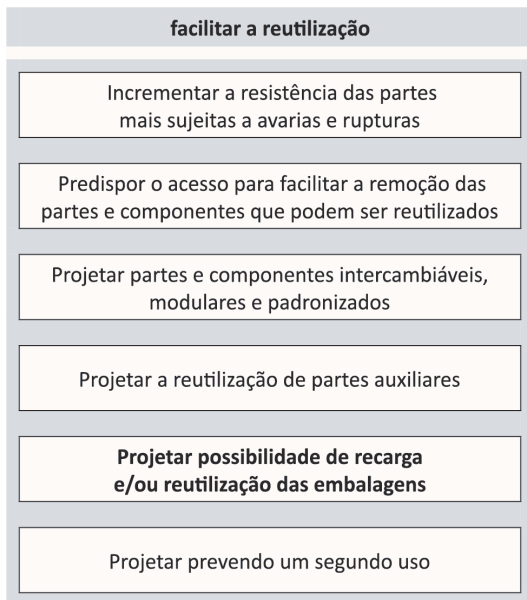 facilitar a reutilização
Incrementar a resistência das partes
mais sujeitas a avarias e rupturas
Predispor o acesso para facilitar a remoção das
partes e componentes que podem ser reutilizados
Projetar partes e componentes intercambiáveis,
modulares e padronizados
Projetar a reutilização de partes auxiliares
Projetar possibilidade de recarga
e/ou reutilização das embalagens
Projetar prevendo um segundo uso